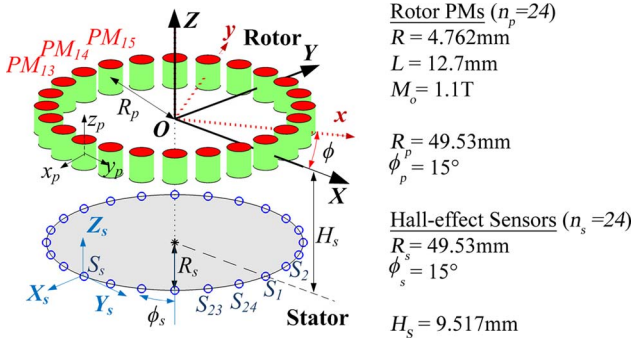 Z
y
Rotor
Y
PM15
PM14
PM13
Rp
O
x
zp
ϕ
xp
yp
X
Zs
Hs
Ss
Rs
S2
S1
Xs
Ys
ϕs
S23
S24
Stator
Rotor PMs (np=24)
R = 4.762mm
L = 12.7mm
Mo= 1.1T
Rp = 49.53mm
ϕp = 15°
Hall-effect Sensors (ns=24)
Rs = 49.53mm
ϕs = 15°
Hs = 9.517mm